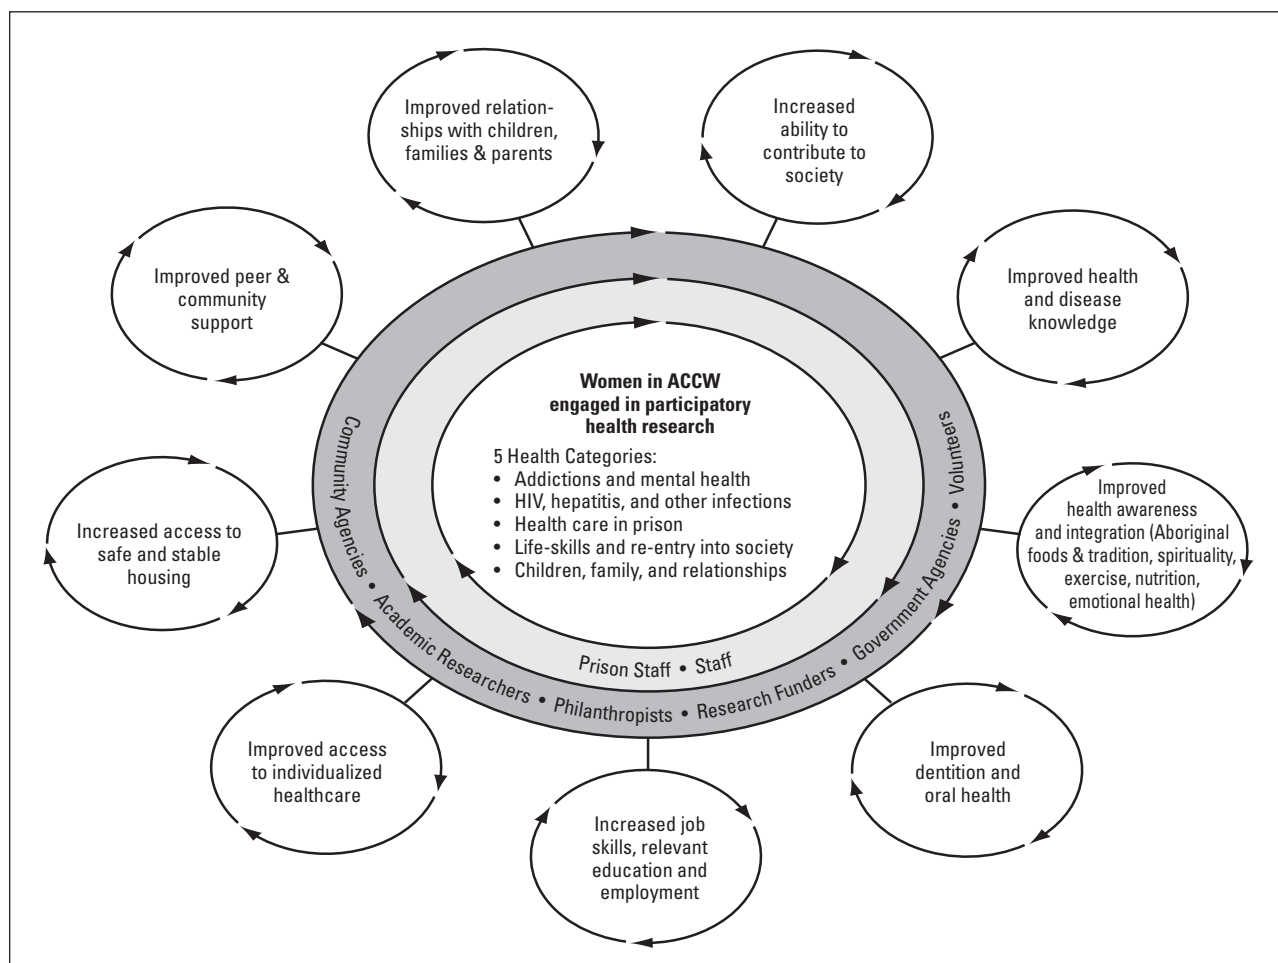 Improved relation-
ships with children,
families & parents
Increased
ability to
contribute to
society
Improved peer &
community
support
Improved health
and disease
knowledge
Women in ACCW
engaged in participatory
health research
5 Health Categories:
• Addictions and mental health
• HIV, hepatitis, and other infections
• Health care in prison
• Life-skills and re-entry into society
• Children, family, and relationships
Prison Staff • Staff
Community Agencies • Academic Researchers • Philanthropists • Research Funders • Government Agencies • Volunteers
Increased access to
safe and stable
housing
Improved
health awareness
and integration (Aboriginal
foods & tradition, spirituality,
exercise, nutrition,
emotional health)
Improved access
to individualized
healthcare
Increased job
skills, relevant
education and
employment
Improved
dentition and
oral health